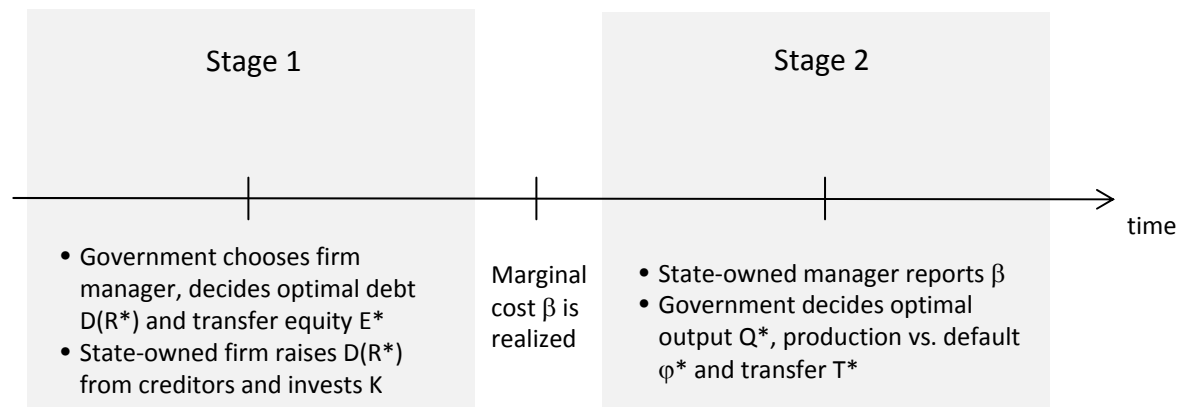 Stage 1
Stage 2
time
• Government chooses firm
manager, decides optimal debt
D(R*) and transfer equity E*
• State-owned firm raises D(R*)
from creditors and invests K
Marginal
cost β is
realized
• State-owned manager reports β
• Government decides optimal
output Q*, production vs. default
φ* and transfer T*